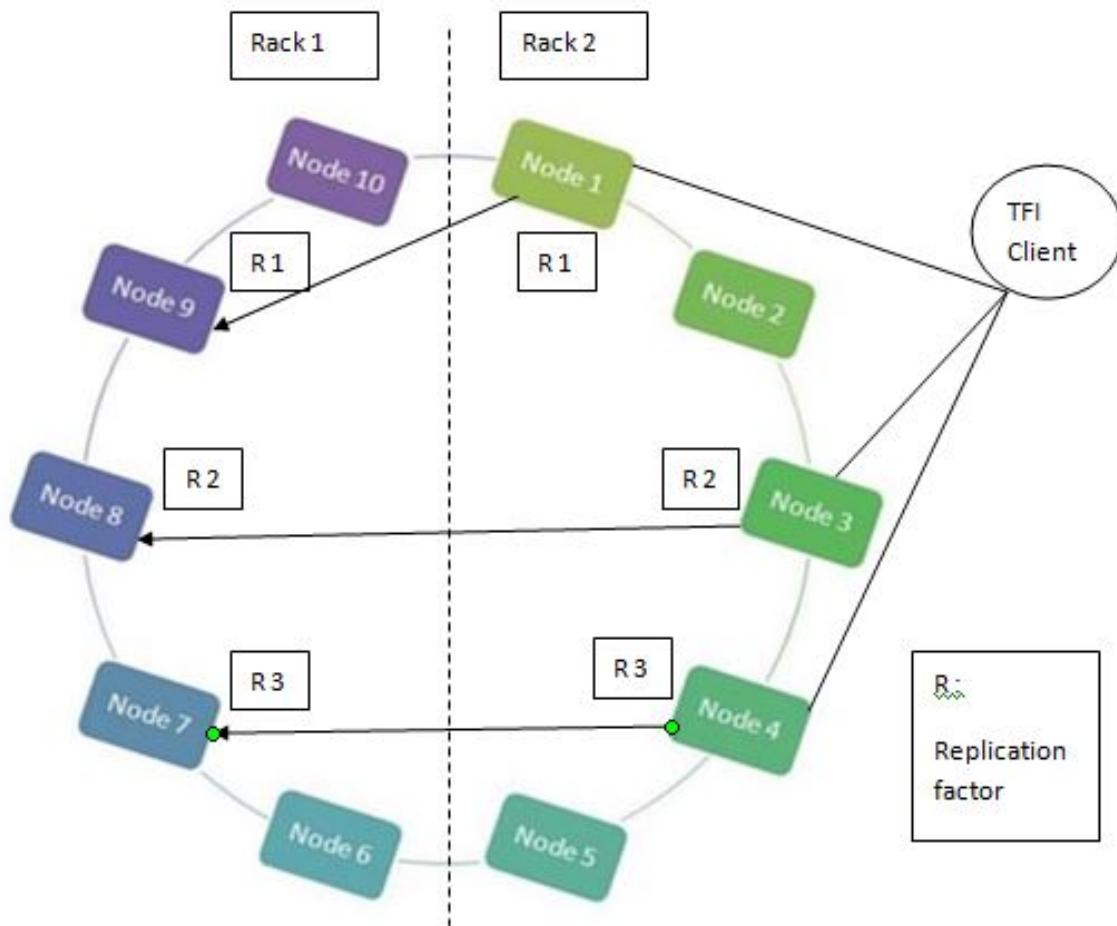 Rack 1
Rack 2
Node 10
Node 1
TFI
Client
R 1
R 1
Node 9
Node 2
R 2
R 2
Node 8
Node 3
R 3
R 3
Node 7
Node 4
R :
Replication
factor
Node 6
Node 5